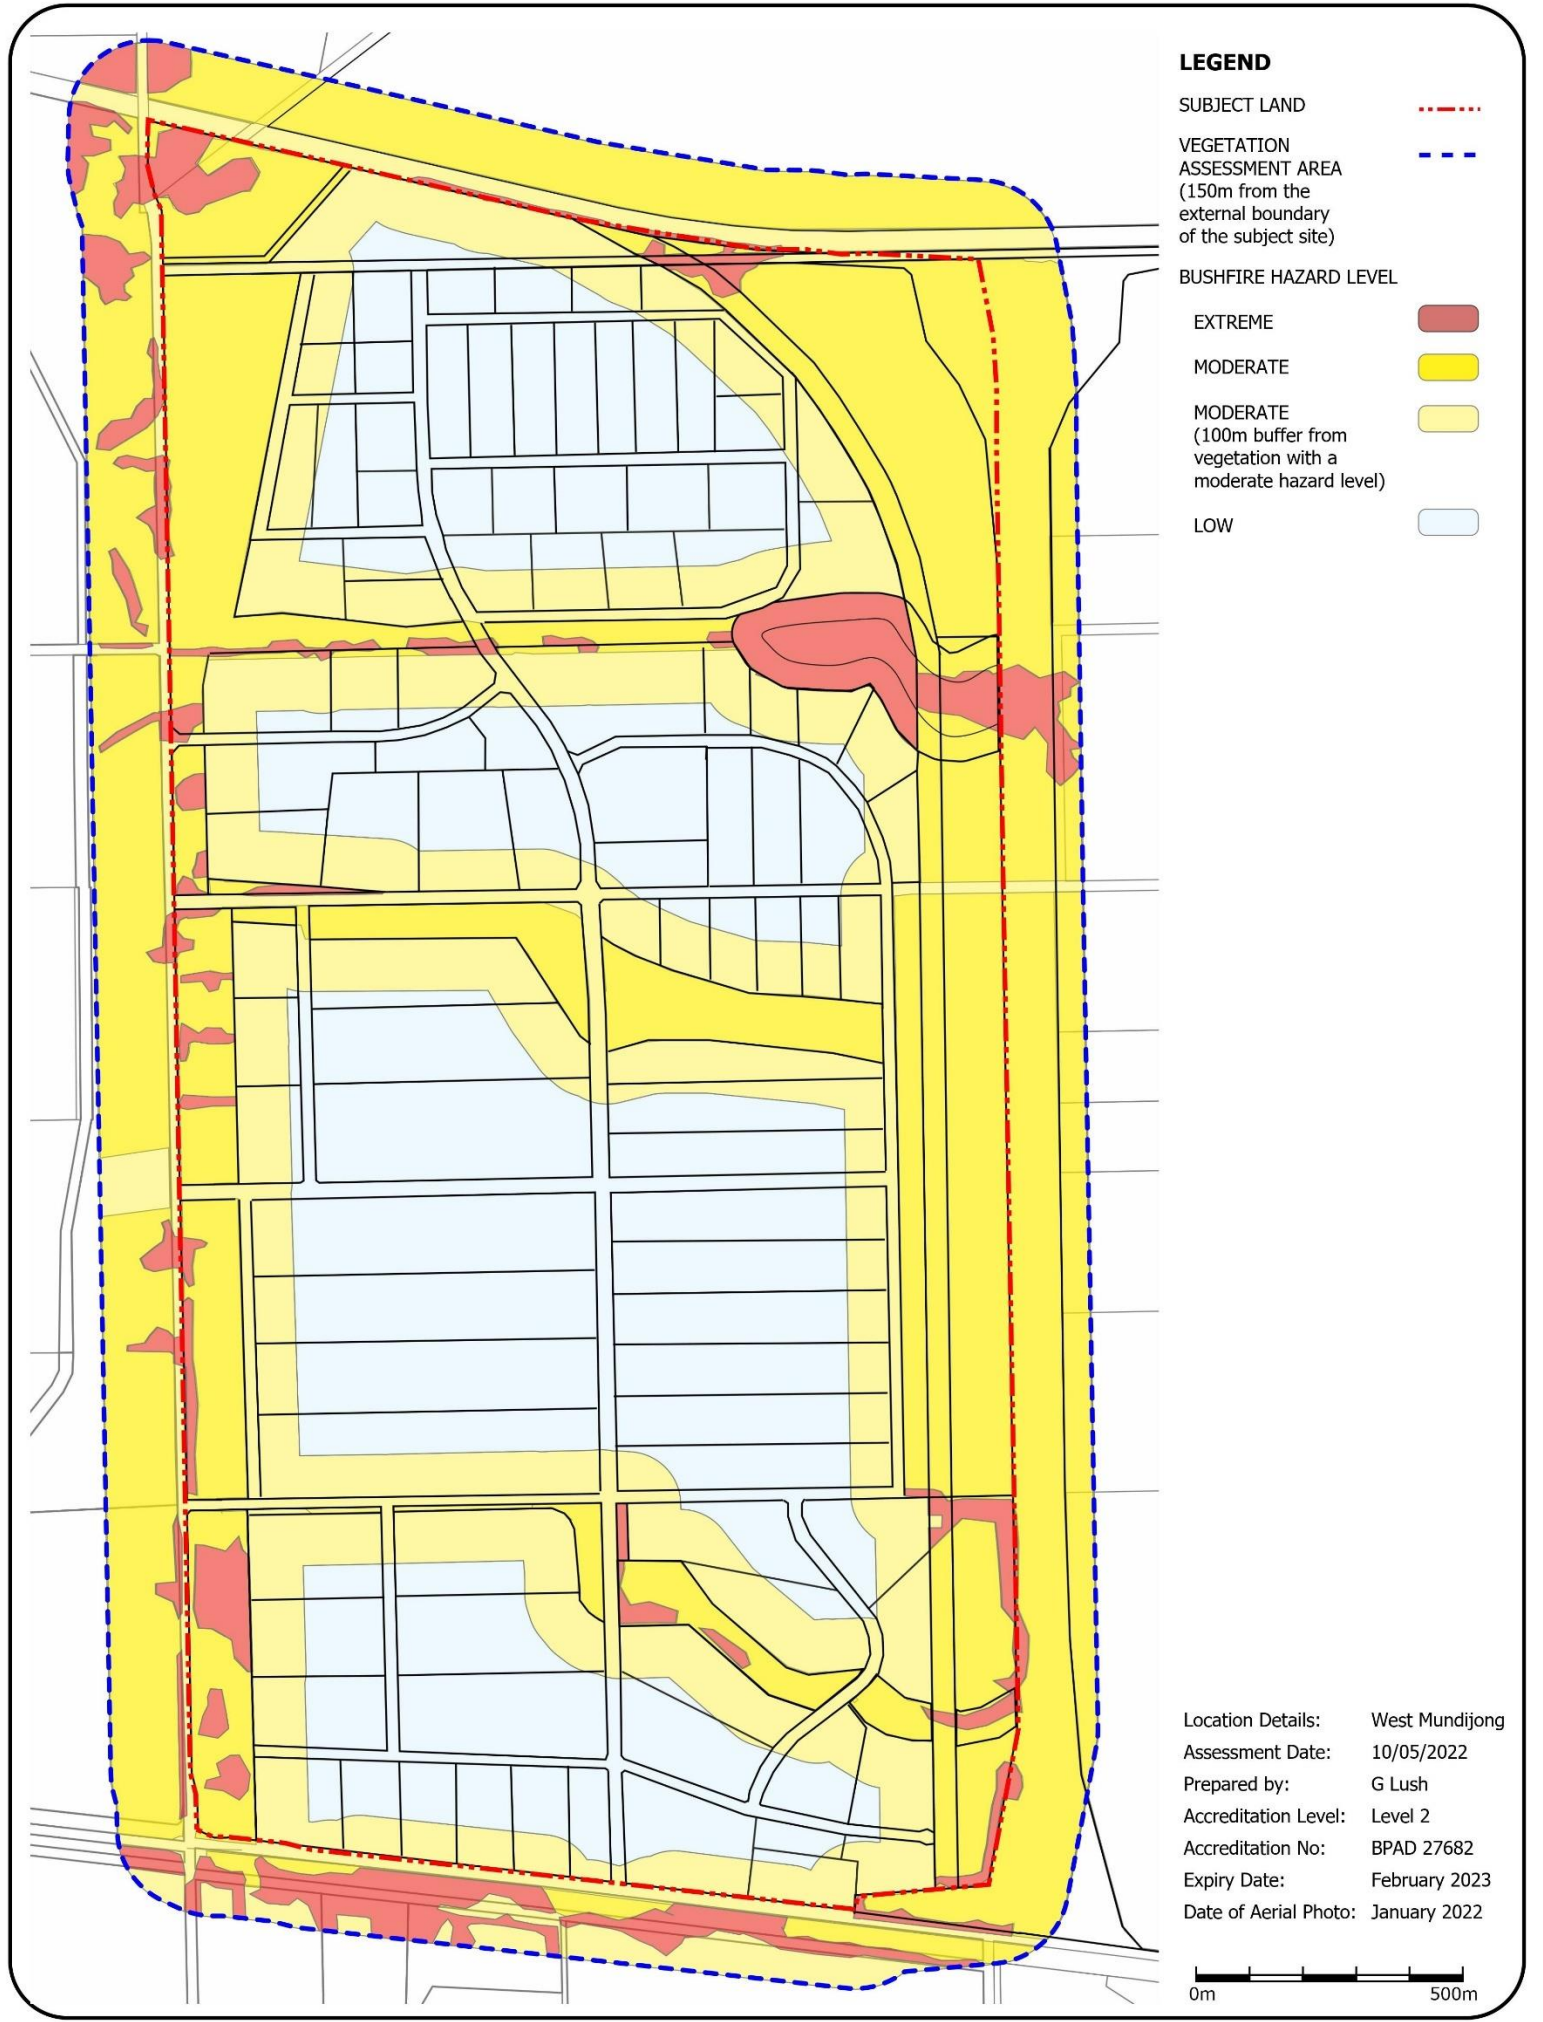 LEGEND
SUBJECT LAND
VEGETATION
ASSESSMENT AREA
(150m from the
external boundary
of the subject site)
BUSHFIRE HAZARD LEVEL
EXTREME
MODERATE
MODERATE
(100m buffer from
vegetation with a
moderate hazard level)
LOW
Location Details: West Mundijong
Assessment Date: 10/05/2022
Prepared by: G Lush
Accreditation Level: Level 2
Accreditation No: BPAD 27682
Expiry Date: February 2023
Date of Aerial Photo: January 2022
0m 500m